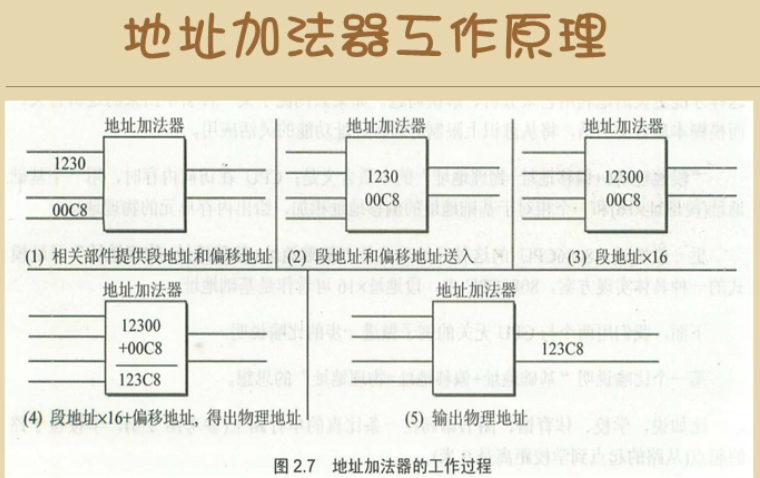 地址加法器工作原理
地址加法器
1230
00C8
(1) 相关部件提供段地址和偏移地址
地址加法器
1230
00C8
(2) 段地址和偏移地址送入
地址加法器
12300
00C8
(3) 段地址×16
地址加法器
12300
+00C8
123C8
(4) 段地址×16+偏移地址，得出物理地址
地址加法器
123C8
(5) 输出物理地址
图 2.7 地址加法器的工作过程